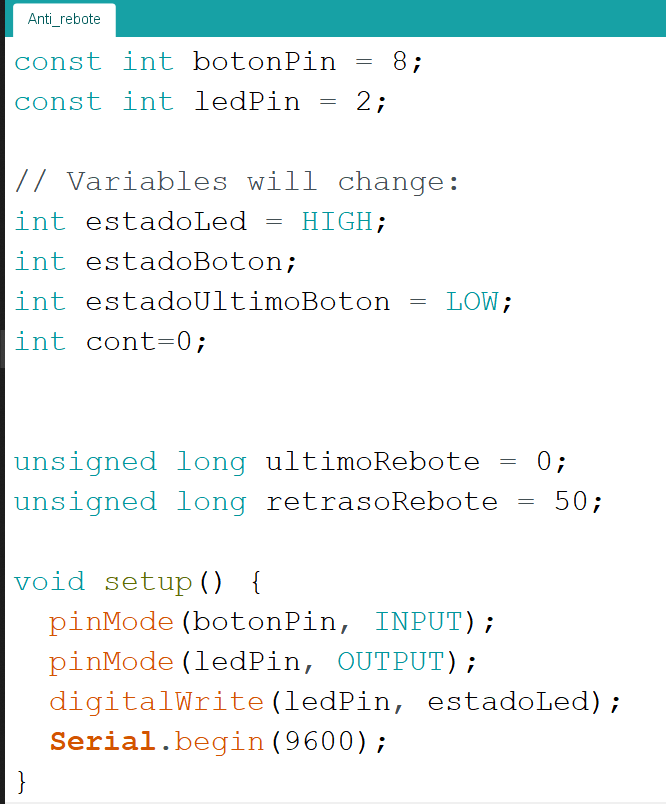 Anti_rebote
const int botonPin = 8;
const int ledPin = 2;
// Variables will change:
int estadoLed = HIGH;
int estadoBoton;
int estadoUltimoBoton = LOW;
int cont=0;
unsigned long ultimoRebote = 0;
unsigned long retrasoRebote = 50;
void setup() {
  pinMode(botonPin, INPUT);
  pinMode(ledPin, OUTPUT);
  digitalWrite(ledPin, estadoLed);
  Serial.begin(9600);
}